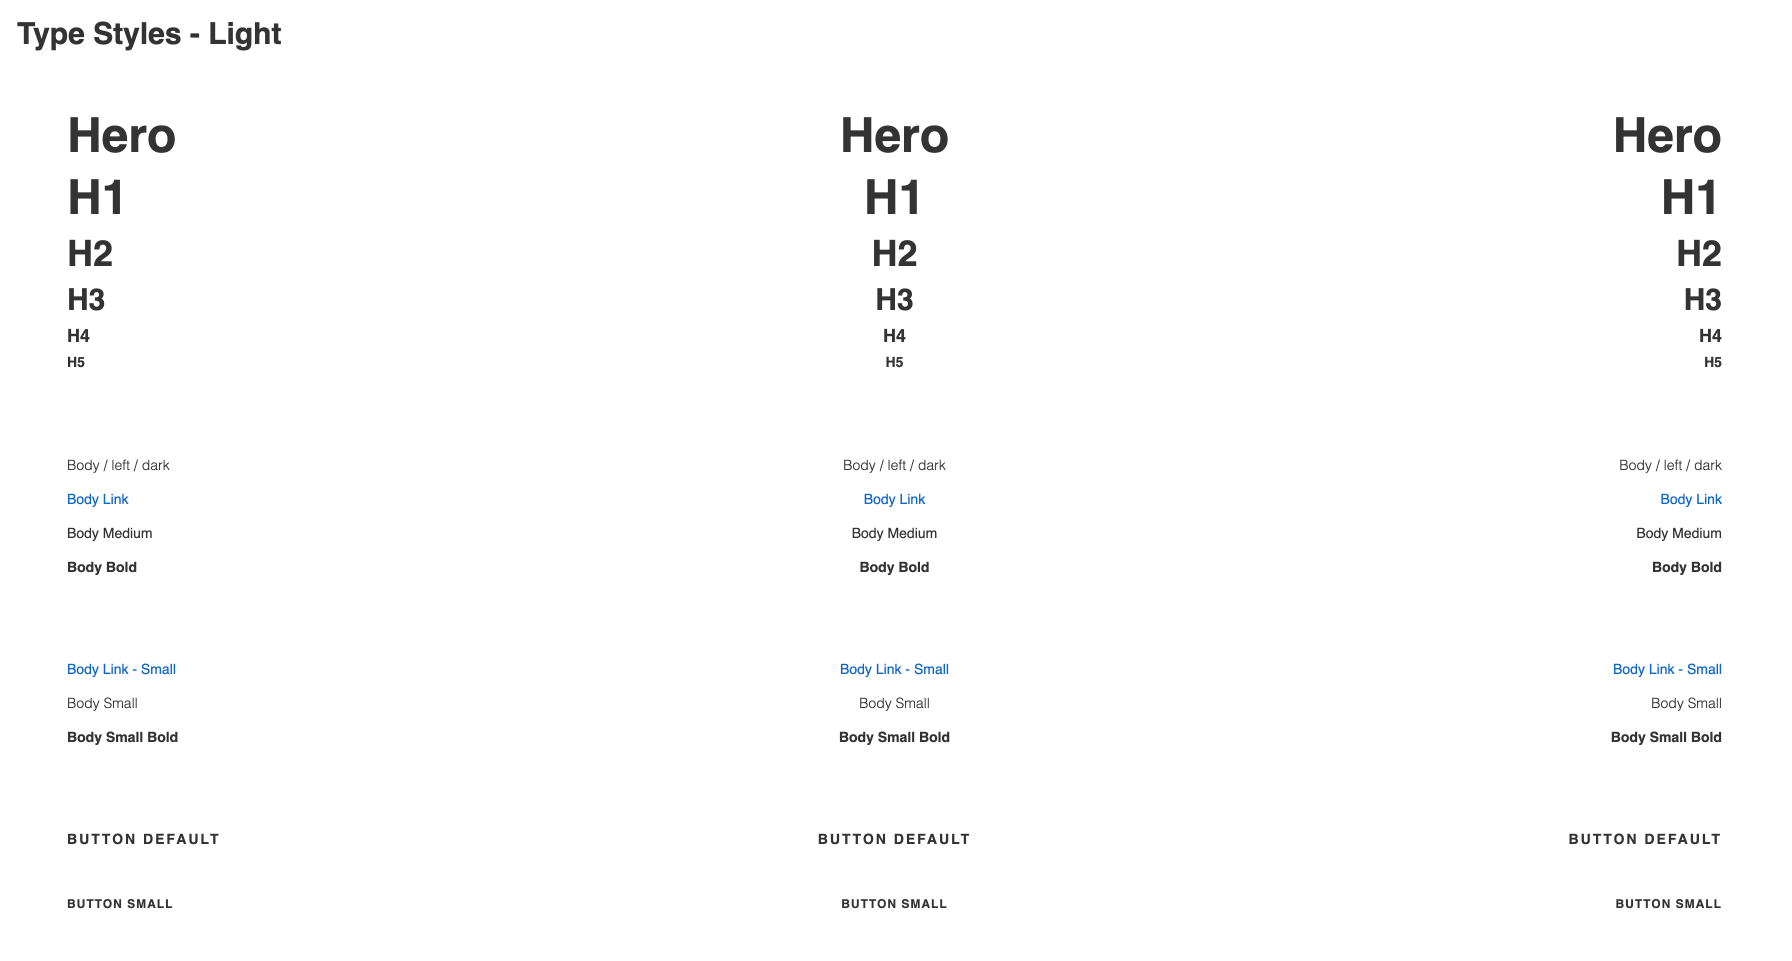 Type Styles - Light
Hero Hero Hero
H1 H1 H1
H2 H2 H2
H3 H3 H3
H4 H4 H4
H5 H5 H5
Body / left / dark Body / left / dark Body / left / dark
Body Link Body Link Body Link
Body Medium Body Medium Body Medium
Body Bold Body Bold Body Bold
Body Link - Small Body Link - Small Body Link - Small
Body Small Body Small Body Small
Body Small Bold Body Small Bold Body Small Bold
BUTTON DEFAULT BUTTON DEFAULT BUTTON DEFAULT
BUTTON SMALL BUTTON SMALL BUTTON SMALL